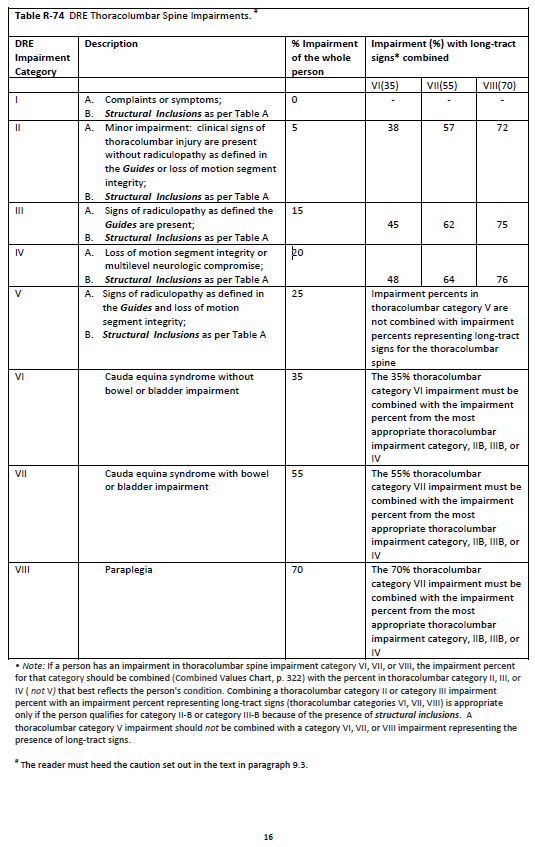 Table R-74 DRE Thoracolumbar Spine Impairments. #
DRE Impairment Category
Description
% Impairment of the whole person
Impairment (%) with long-tract signs* combined
VI(35) VII(55) VIII(70)
I
A. Complaints or symptoms;
B. Structural Inclusions as per Table A
0
- - -
II
A. Minor impairment: clinical signs of
thoracolumbar injury are present
without radiculopathy as defined in
the Guides or loss of motion segment
integrity;
B. Structural Inclusions as per Table A
5
38 57 72
III
A. Signs of radiculopathy as defined the
Guides are present;
B. Structural Inclusions as per Table A
15
45 62 75
IV
A. Loss of motion segment integrity or
multilevel neurologic compromise;
B. Structural Inclusions as per Table A
20
48 64 76
V
A. Signs of radiculopathy as defined in
the Guides and loss of motion
segment integrity;
B. Structural Inclusions as per Table A
25
Impairment percents in
thoracolumbar category V are
not combined with impairment
percents representing long-tract
signs for the thoracolumbar
spine
VI
Cauda equina syndrome without
bowel or bladder impairment
35
The 35% thoracolumbar
category VI impairment must be
combined with the impairment
percent from the most
appropriate thoracolumbar
impairment category, IIB, IIIB, or
IV
VII
Cauda equina syndrome with bowel
or bladder impairment
55
The 55% thoracolumbar
category VII impairment must be
combined with the impairment
percent from the most
appropriate thoracolumbar
impairment category, IIB, IIIB, or
IV
VIII
Paraplegia
70
The 70% thoracolumbar
category VII impairment must be
combined with the impairment
percent from the most
appropriate thoracolumbar
impairment category, IIB, IIIB, or
IV
• Note: If a person has an impairment in thoracolumbar spine impairment category VI, VII, or VIII, the impairment percent
for that category should be combined (Combined Values Chart, p. 322) with the percent in thoracolumbar category II, III, or
IV ( not V) that best reflects the person's condition. Combining a thoracolumbar category II or category III impairment
percent with an impairment percent representing long-tract signs (thoracolumbar categories VI, VII, VIII) is appropriate
only if the person qualifies for category II-B or category III-B because of the presence of structural inclusions. A
thoracolumbar category V impairment should not be combined with a category VI, VII, or VIII impairment representing the
presence of long-tract signs.
# The reader must heed the caution set out in the text in paragraph 9.3.
16